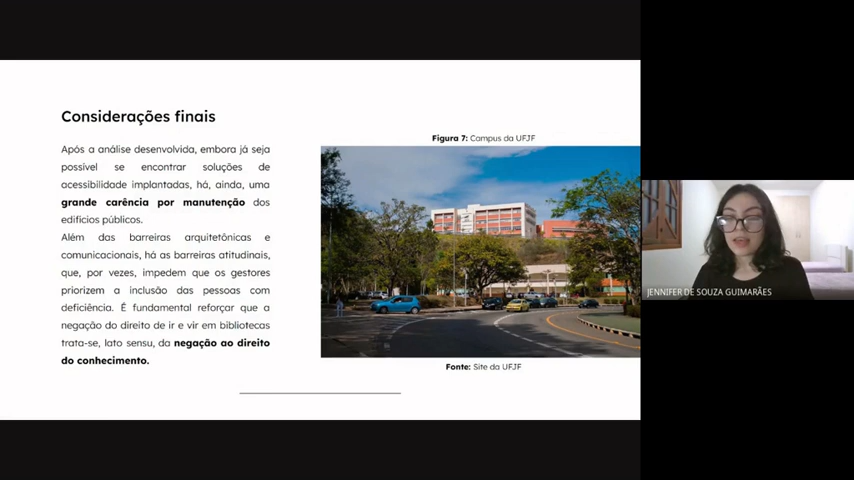 Considerações finais
Após a análise desenvolvida, embora já seja
possível se encontrar soluções de
acessibilidade implantadas, há, ainda, uma
grande carência por manutenção dos
edifícios públicos.
Além das barreiras arquitetônicas e
comunicacionais, há as barreiras atitudinais,
que, por vezes, impedem que os gestores
priorizem a inclusão das pessoas com
deficiência. É fundamental reforçar que a
negação do direito de ir e vir em bibliotecas
trata-se, lato sensu, da negação ao direito
do conhecimento.
Figura 7: Campus da UFJF
Fonte: Site da UFJF
JENNIFER DE SOUZA GUIMARÃES